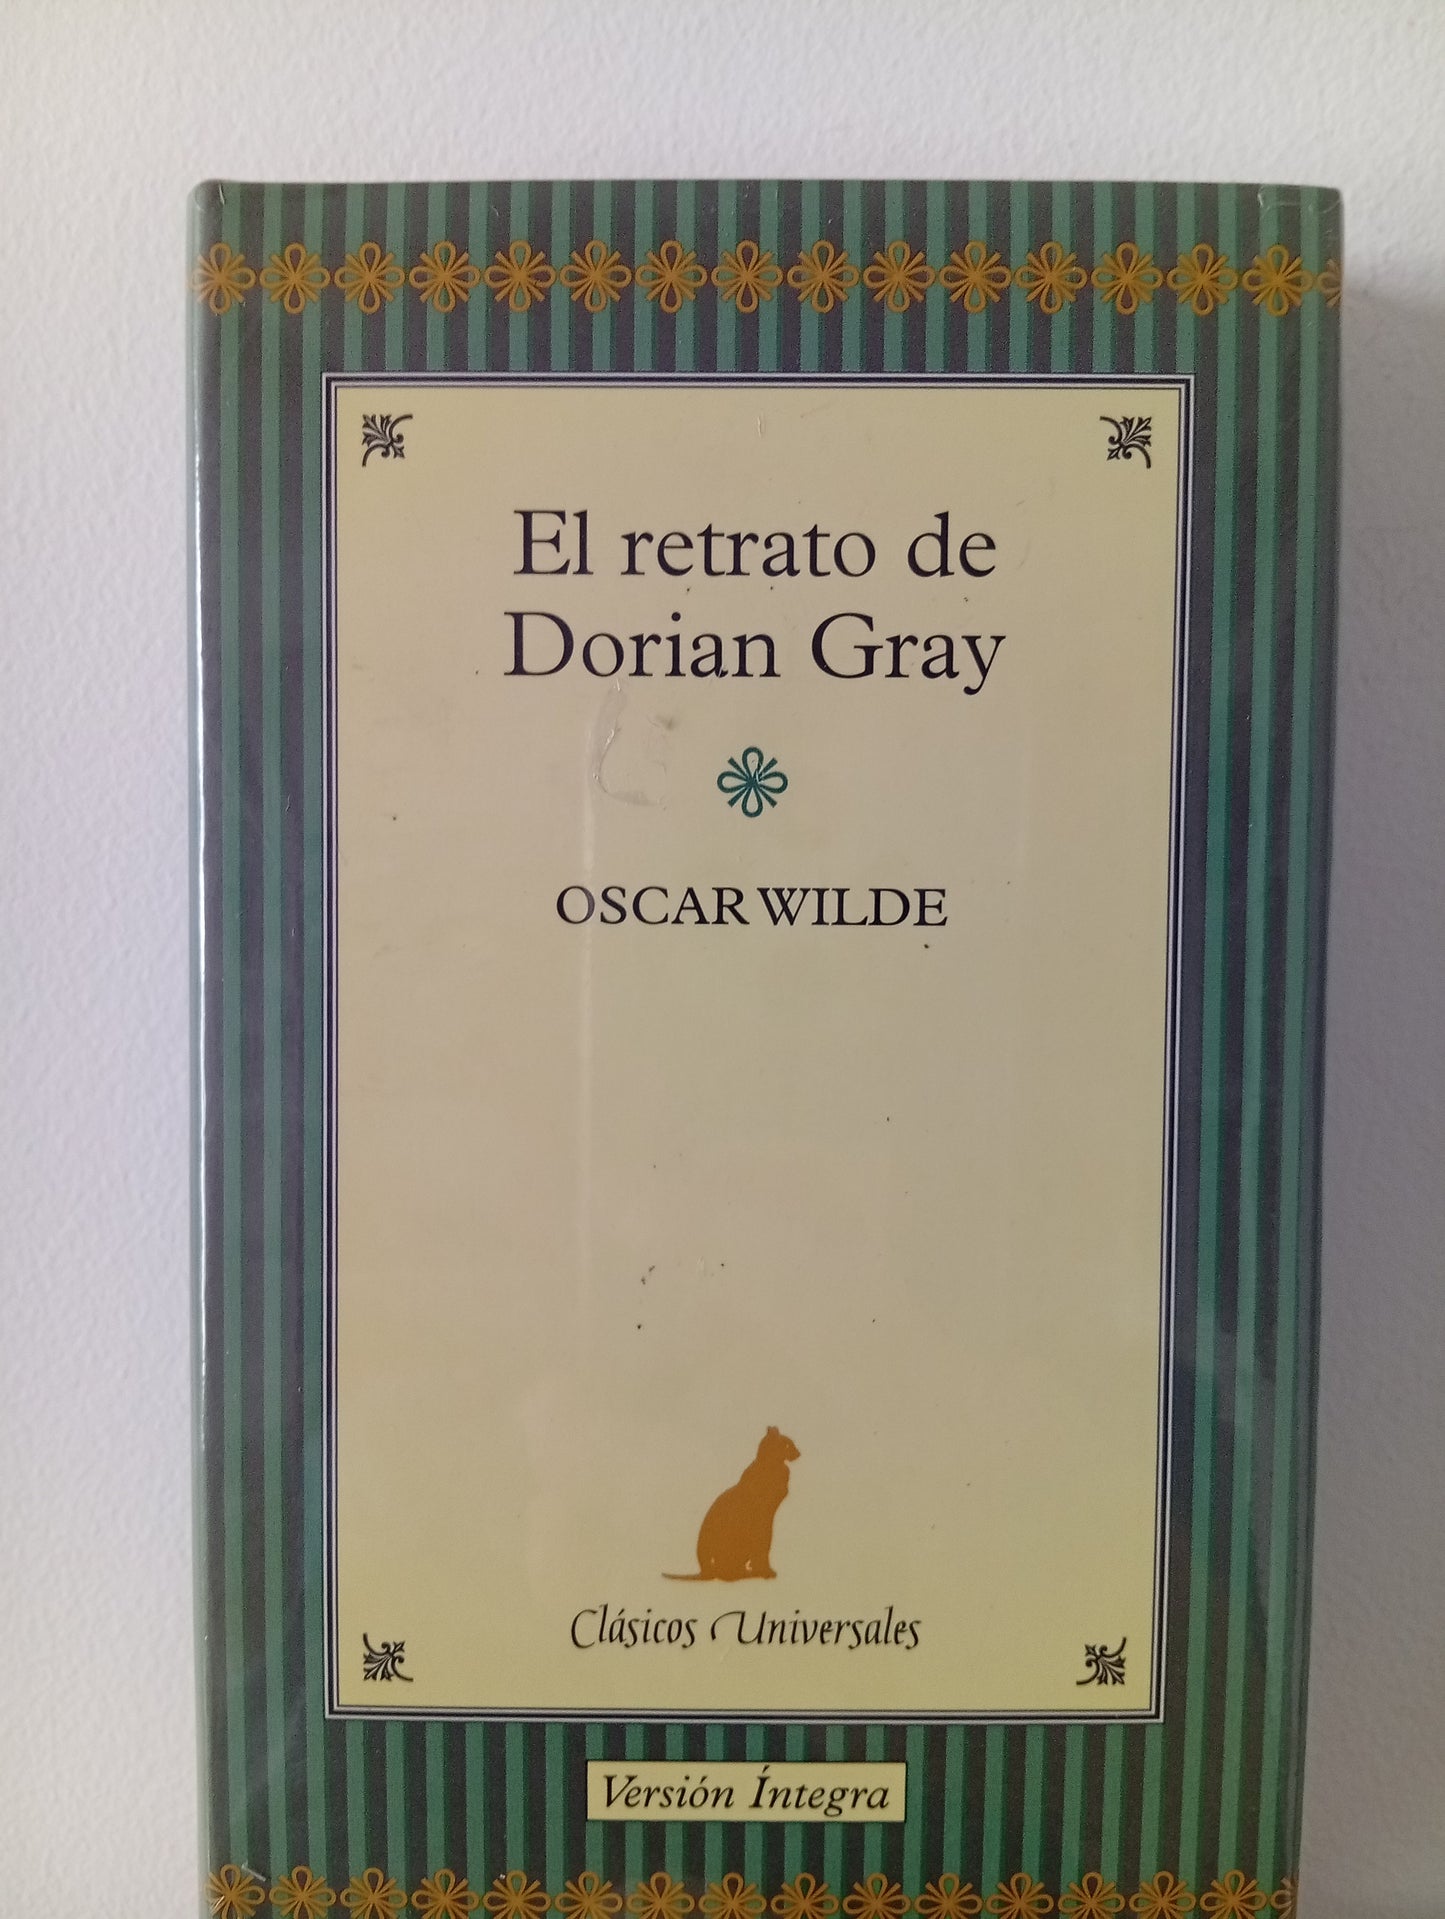 El retrato de
Dorian Gray
OSCAR WILDE
Clásicos Universales
Versión Íntegra